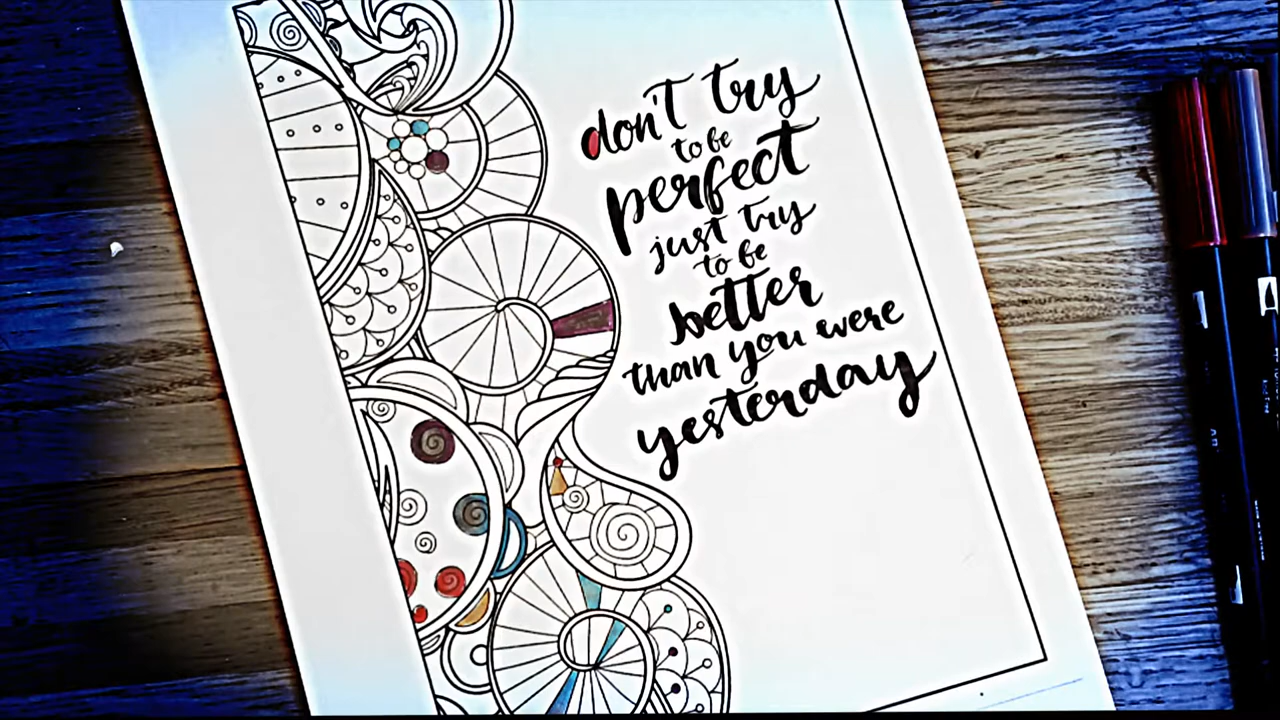 don't try
to be
perfect
just try
to be
better
than you were
yesterday